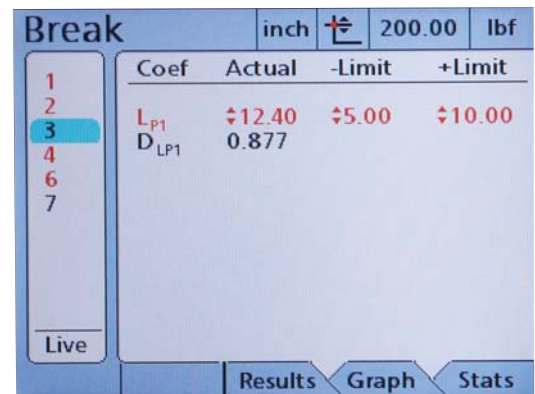 Break inch 200.00 lbf
Coef Actual -Limit +Limit
1
2
3
4
6
7
L P1 12.40 5.00 10.00
D LP1 0.877
Live
Results Graph Stats